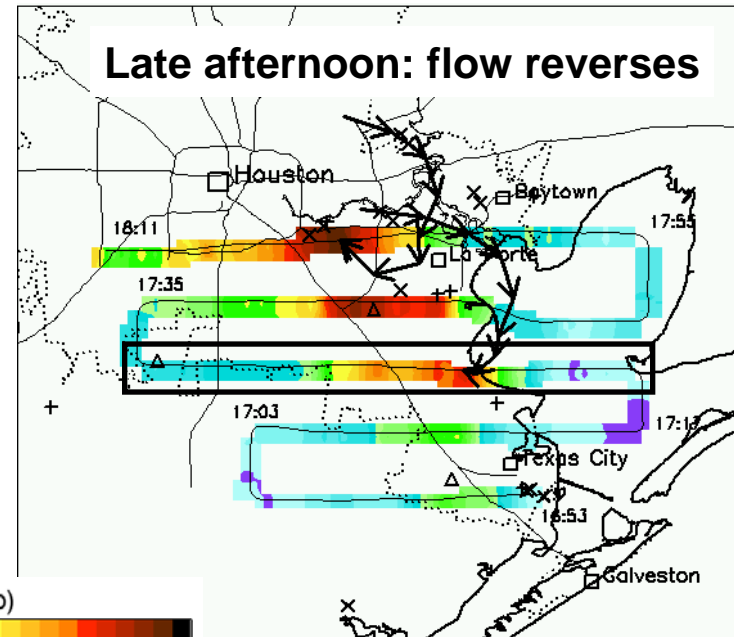 Late afternoon: flow reverses
Houston
Baytown
18:11
17:55
La Porte
17:35
17:03
17:17
Texas City
16:53
Galveston